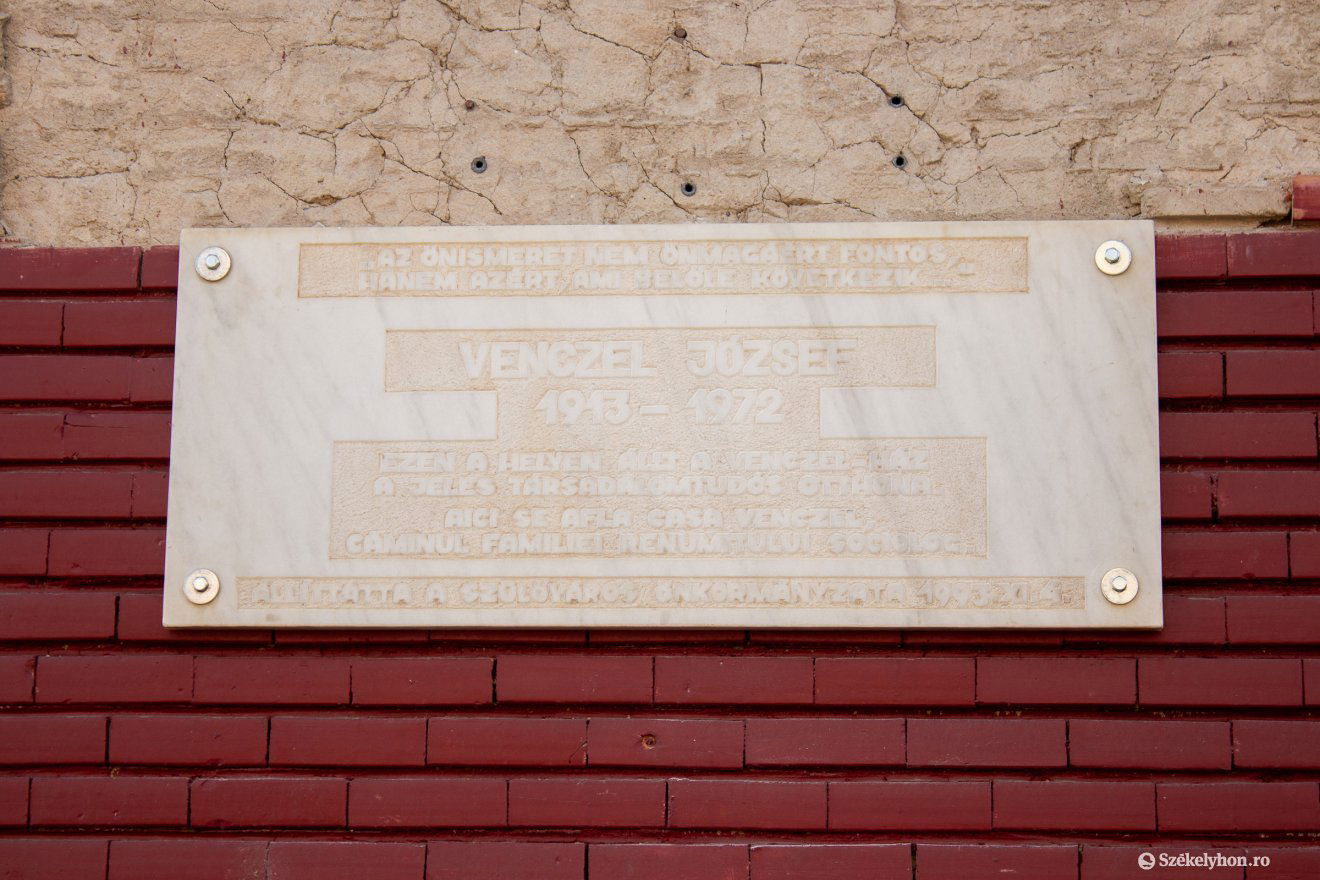 „AZ ÖNISMERET NEM ÖNMAGÁÉRT FONTOS
HANEM AZÉRT, AMI BELŐLE KÖVETKEZIK.”
VENCZEL JÓZSEF
1913 – 1972
EZEN A HELYEN ÁLLT A VENCZEL-HÁZ
A JELES TÁRSADALOMTUDÓS OTTHONA.
AICI SE AFLA CASA VENCZEL,
CĂMINUL FAMILIEI RENUMITULUI SOCIOLOG.
ÁLLÍTTATTA A SZÜLŐVÁROS ÖNKORMÁNYZATA 1993.XI.4.
Székelyhon.ro